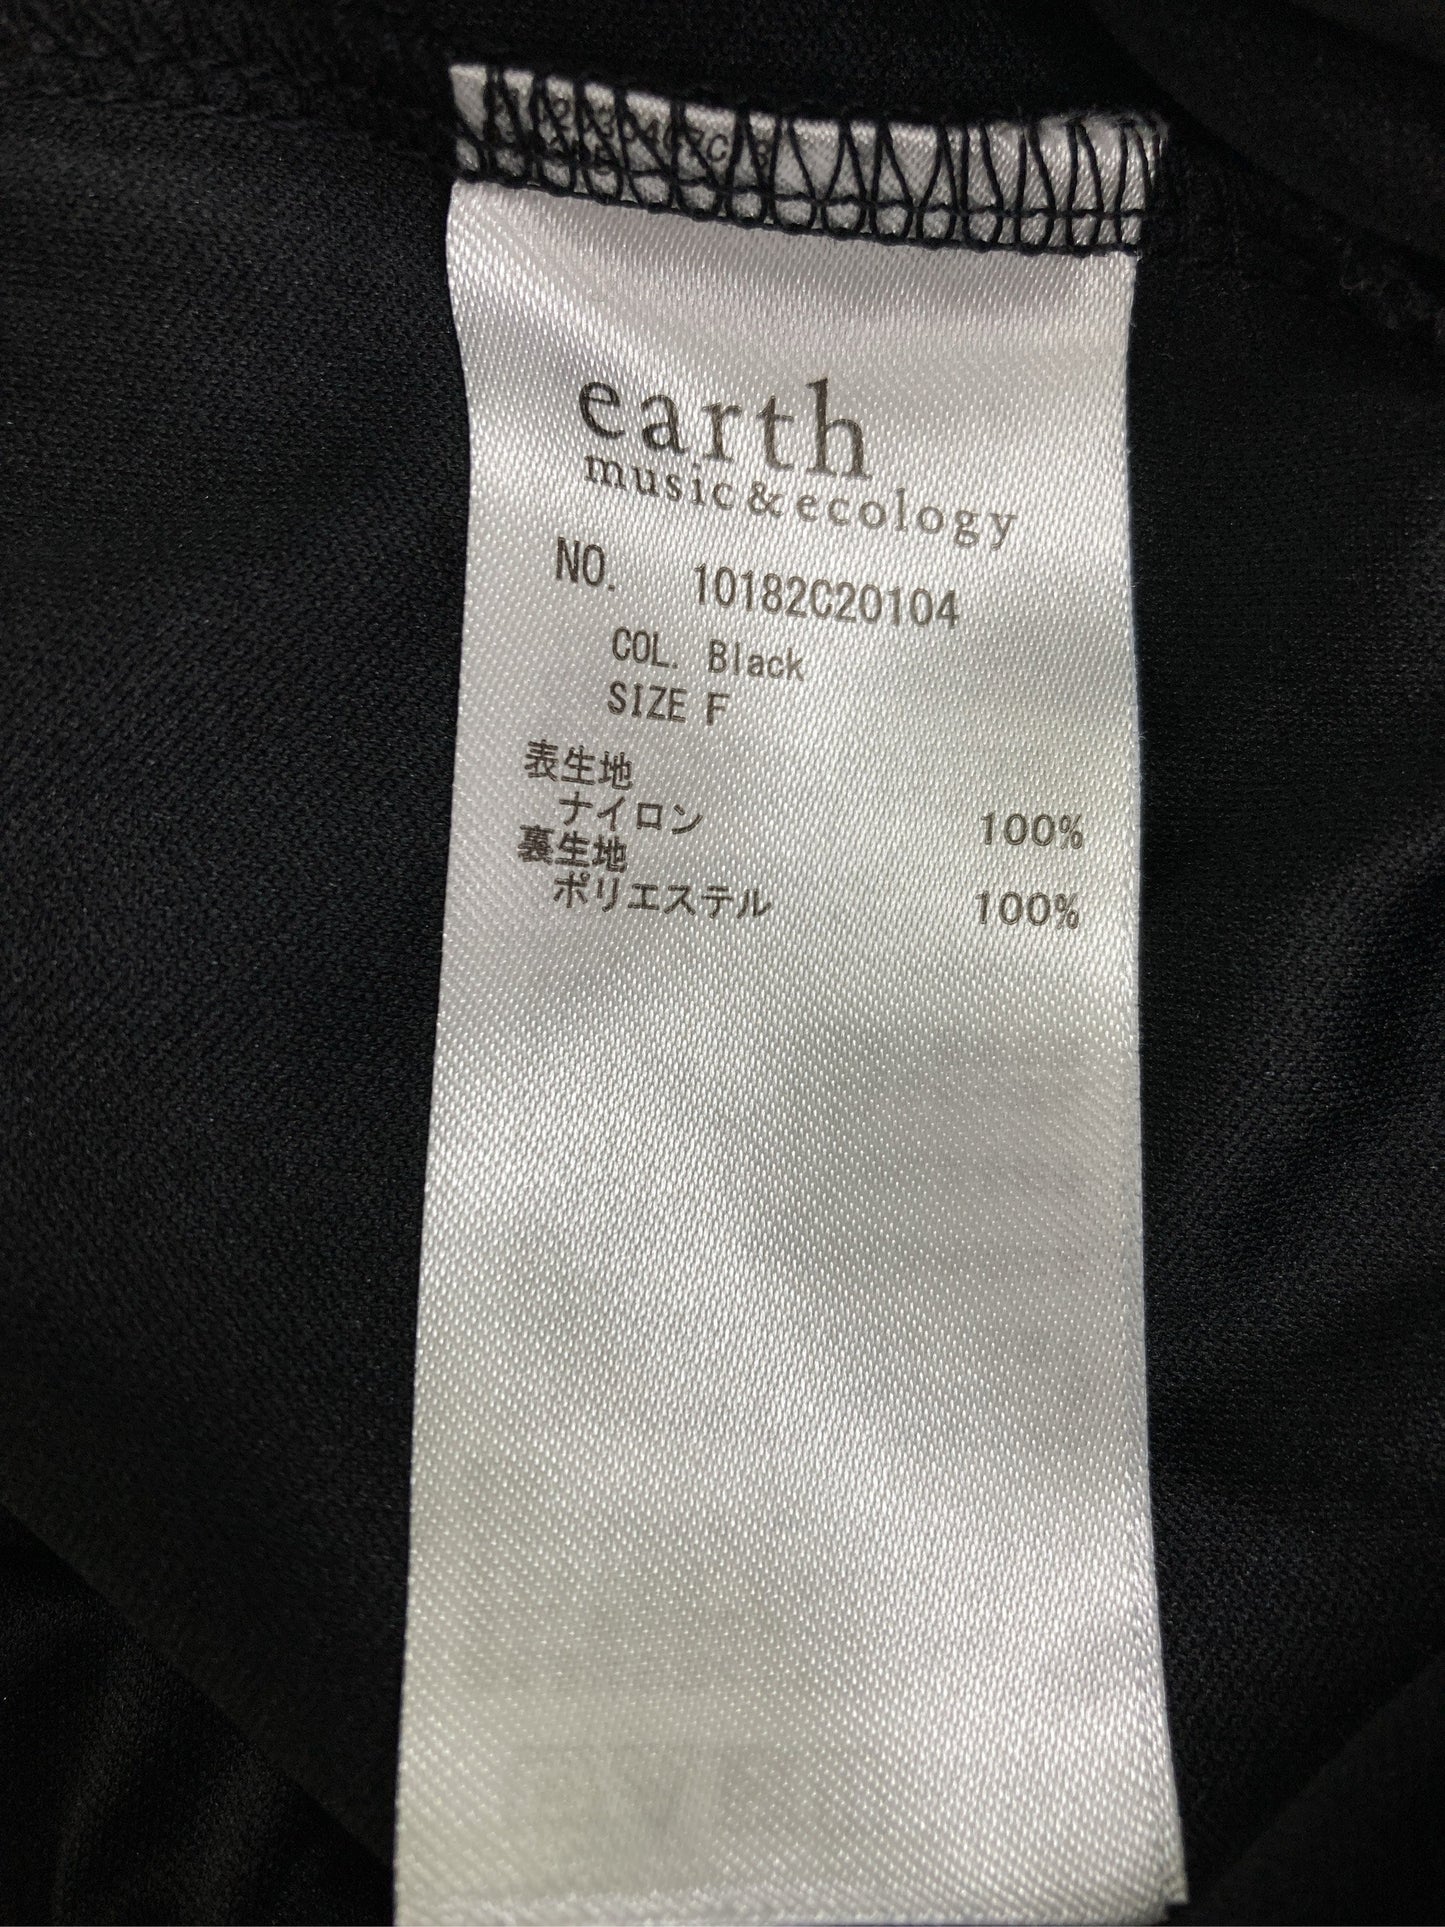 earth
music&ecology
NO. 10182C20104
COL. Black
SIZE F
表生地
ナイロン 100%
裏生地
ポリエステル 100%